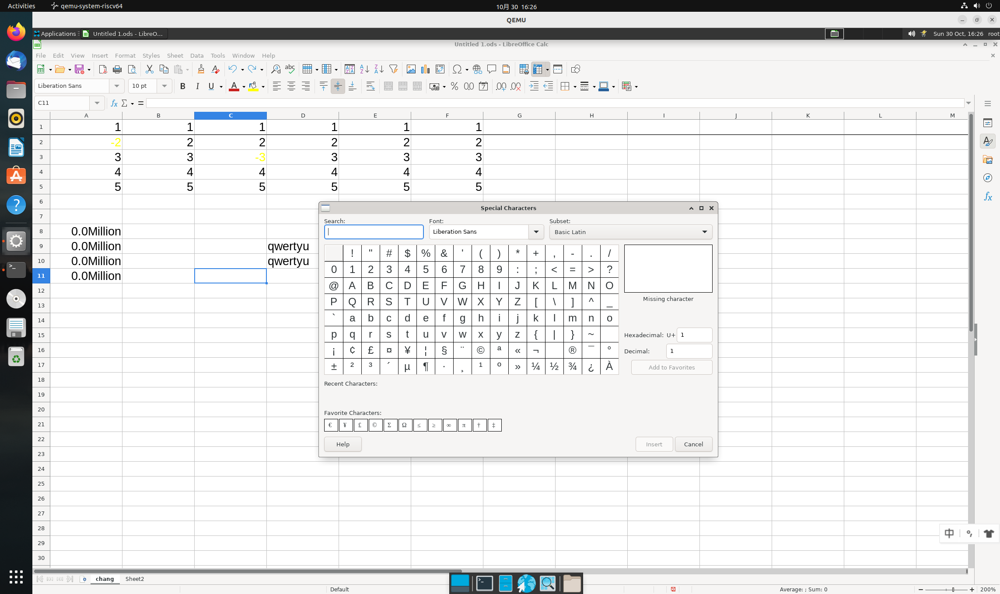 Activities qemu-system-riscv64 10月 30 16:26
QEMU
Applications Untitled 1.ods - LibreO... Sun 30 Oct, 16:26 root
Untitled 1.ods - LibreOffice Calc
File Edit View Insert Format Styles Sheet Data Tools Window Help
Liberation Sans 10 pt
C11
A B C D E F G H I J K L M
1 1 1 1 1 1 1
2 -2 2 2 2 2 2
3 3 3 -3 3 3 3
4 4 4 4 4 4 4
5 5 5 5 5 5 5
6
7
8 0.0Million
9 0.0Million qwertyu
10 0.0Million qwertyu
11 0.0Million
12
13
14
15
16
17
18
19
20
21
22
23
24
25
26
27
28
29
30
Special Characters
Search: Font: Subset:
Liberation Sans Basic Latin
! " # $ % & ' ( ) * + , - . /
0 1 2 3 4 5 6 7 8 9 : ; < = > ?
@ A B C D E F G H I J K L M N O
P Q R S T U V W X Y Z [ \ ] ^ _
` a b c d e f g h i j k l m n o
p q r s t u v w x y z { | } ~
¡ ¢ £ ¤ ¥ ¦ § ¨ © ª « ¬ ® ¯ °
± ² ³ ´ µ ¶ · ¸ ¹ º » ¼ ½ ¾ ¿ À
Missing character
Hexadecimal: U+ 1
Decimal: 1
Add to Favorites
Recent Characters:
Favorite Characters:
€ ¥ £ © Σ Ω ≤ ≥ ∞ π † ‡
Help Insert Cancel
中
chang Sheet2
Default Average: ; Sum: 0 200%